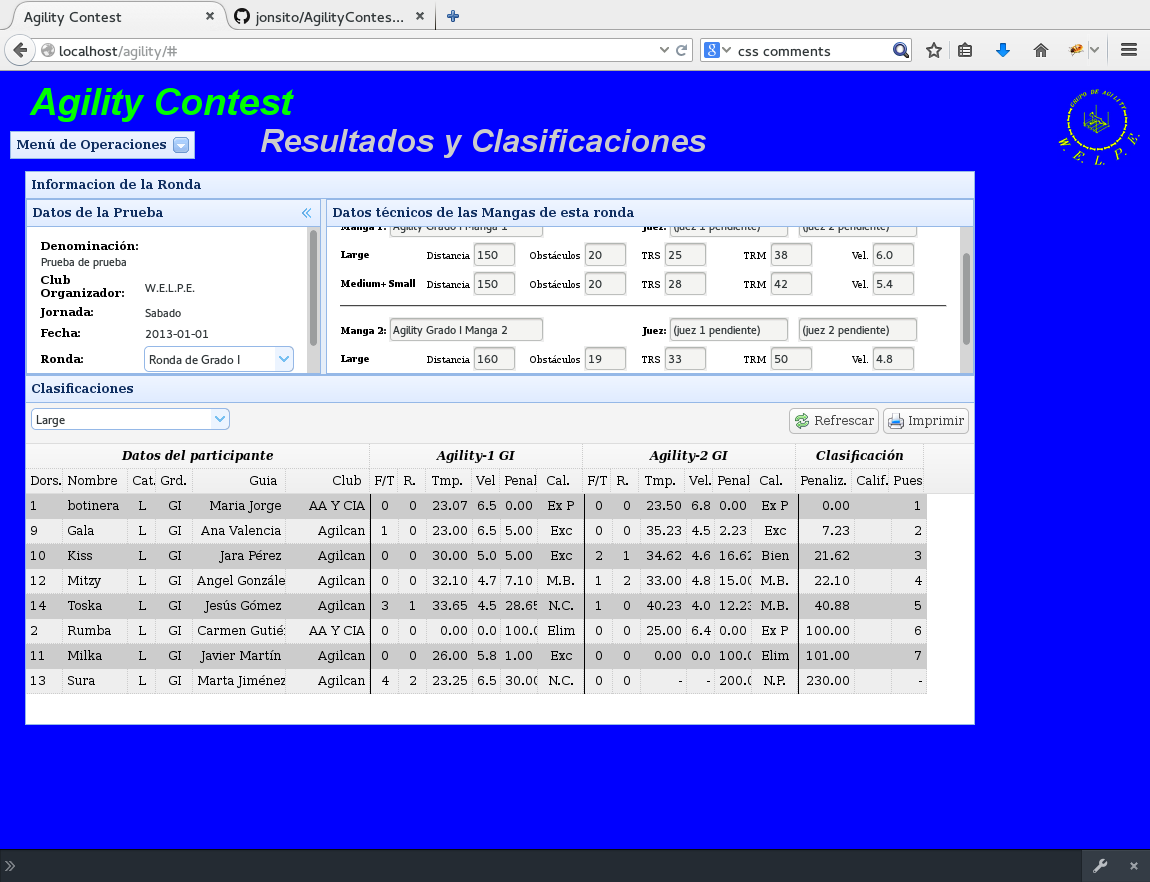 Agility Contest
jonsito/AgilityContes...
localhost/agility/#
css comments
Agility Contest
Menú de Operaciones
Resultados y Clasificaciones
GRUPO DE AGILITY
W. E. L. P. E.
Informacion de la Ronda
Datos de la Prueba
Denominación:
Prueba de prueba
Club Organizador: W.E.L.P.E.
Jornada: Sabado
Fecha: 2013-01-01
Ronda: Ronda de Grado I
Datos técnicos de las Mangas de esta ronda
Manga 1: Agility Grado I Manga 1 Juez: (juez 1 pendiente) (juez 2 pendiente)
Large Distancia 150 Obstáculos 20 TRS 25 TRM 38 Vel. 6.0
Medium+Small Distancia 150 Obstáculos 20 TRS 28 TRM 42 Vel. 5.4
Manga 2: Agility Grado I Manga 2 Juez: (juez 1 pendiente) (juez 2 pendiente)
Large Distancia 160 Obstáculos 19 TRS 33 TRM 50 Vel. 4.8
Clasificaciones
Large Refrescar Imprimir
Datos del participante Agility-1 GI Agility-2 GI Clasificación
Dors. Nombre Cat. Grd. Guia Club F/T R. Tmp. Vel Penal Cal. F/T R. Tmp. Vel. Penal Cal. Penaliz. Calif. Pues
1 botinera L GI Maria Jorge AA Y CIA 0 0 23.07 6.5 0.00 Ex P 0 0 23.50 6.8 0.00 Ex P 0.00 1
9 Gala L GI Ana Valencia Agilcan 1 0 23.00 6.5 5.00 Exc 0 0 35.23 4.5 2.23 Exc 7.23 2
10 Kiss L GI Jara Pérez Agilcan 0 0 30.00 5.0 5.00 Exc 2 1 34.62 4.6 16.62 Bien 21.62 3
12 Mitzy L GI Angel Gonzále Agilcan 0 0 32.10 4.7 7.10 M.B. 1 2 33.00 4.8 15.00 M.B. 22.10 4
14 Toska L GI Jesús Gómez Agilcan 3 1 33.65 4.5 28.65 N.C. 1 0 40.23 4.0 12.23 M.B. 40.88 5
2 Rumba L GI Carmen Gutié AA Y CIA 0 0 0.00 0.0 100.0 Elim 0 0 25.00 6.4 0.00 Ex P 100.00 6
11 Milka L GI Javier Martín Agilcan 0 0 26.00 5.8 1.00 Exc 0 0 0.00 0.0 100.0 Elim 101.00 7
13 Sura L GI Marta Jiménez Agilcan 4 2 23.25 6.5 30.00 N.C. 0 0 - - 200.0 N.P. 230.00 -